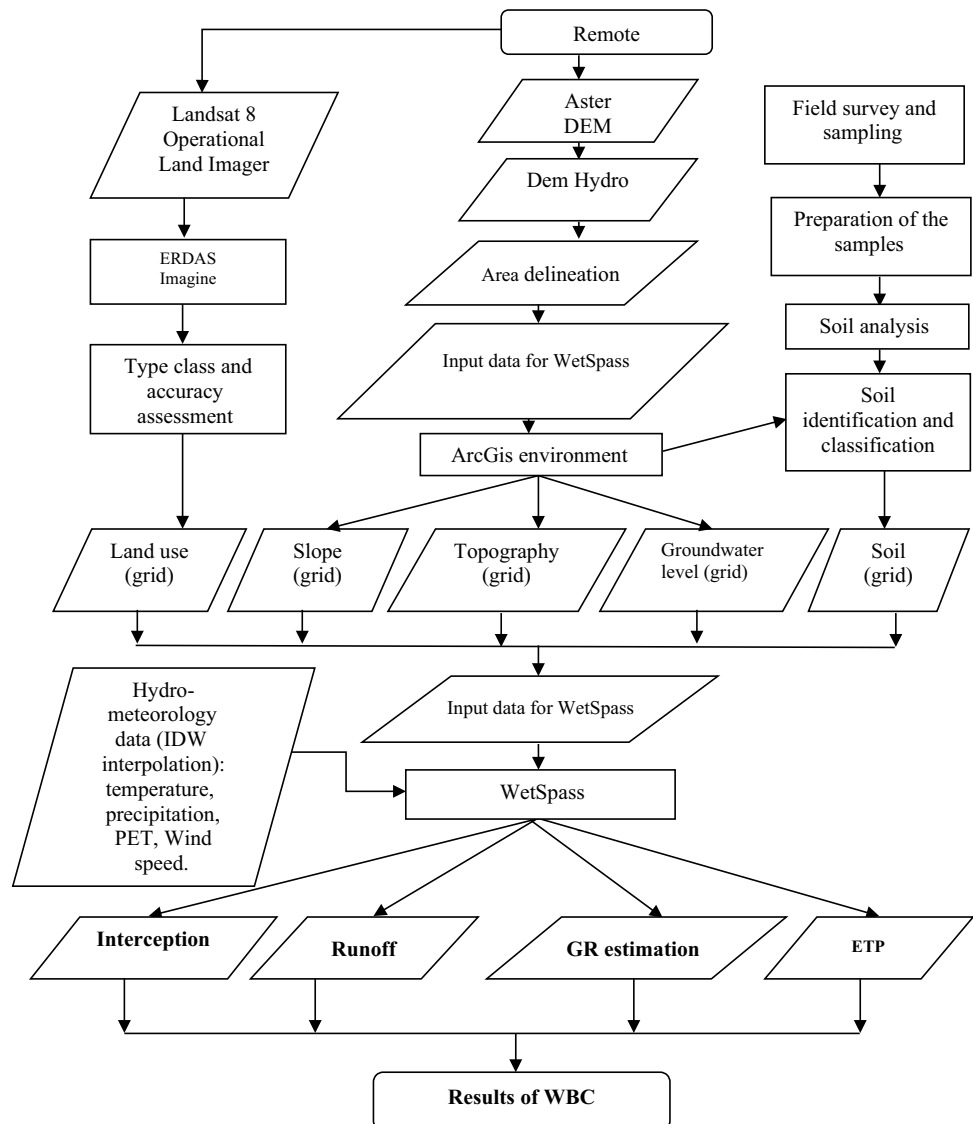 Remote
Landsat 8
Operational
Land Imager
Aster
DEM
Field survey and
sampling
Dem Hydro
Preparation of the
samples
ERDAS
Imagine
Area delineation
Soil analysis
Type class and
accuracy
assessment
Input data for WetSpass
Soil
identification and
classification
ArcGis environment
Land use
(grid)
Slope
(grid)
Topography
(grid)
Groundwater
level (grid)
Soil
(grid)
Hydro-
meteorology
data (IDW
interpolation):
temperature,
precipitation,
PET, Wind
speed.
Input data for WetSpass
WetSpass
Interception
Runoff
GR estimation
ETP
Results of WBC